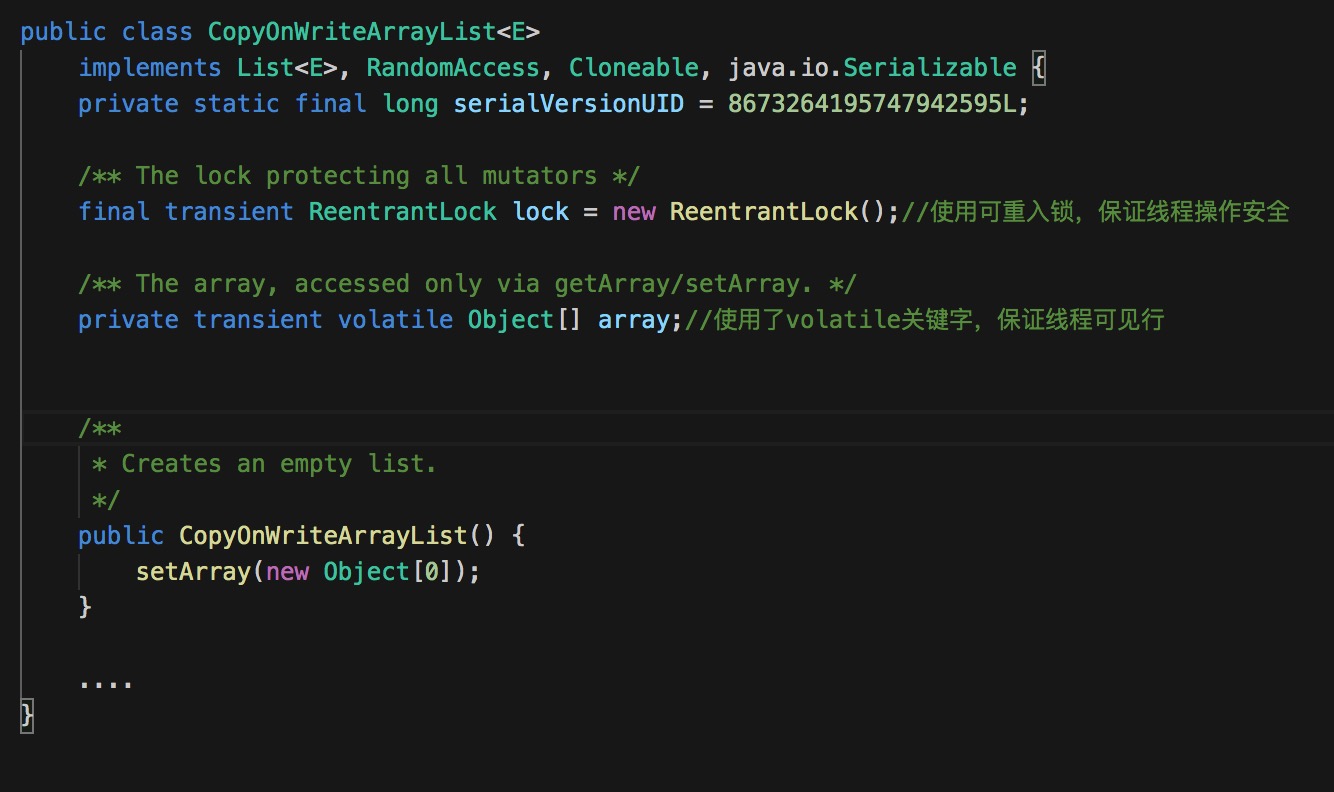 public class CopyOnWriteArrayList<E>
    implements List<E>, RandomAccess, Cloneable, java.io.Serializable {
    private static final long serialVersionUID = 8673264195747942595L;
    /** The lock protecting all mutators */
    final transient ReentrantLock lock = new ReentrantLock();//使用可重入锁，保证线程操作安全
    /** The array, accessed only via getArray/setArray. */
    private transient volatile Object[] array;//使用了volatile关键字，保证线程可见行
    /**
     * Creates an empty list.
     */
    public CopyOnWriteArrayList() {
        setArray(new Object[0]);
    }
    ....
}